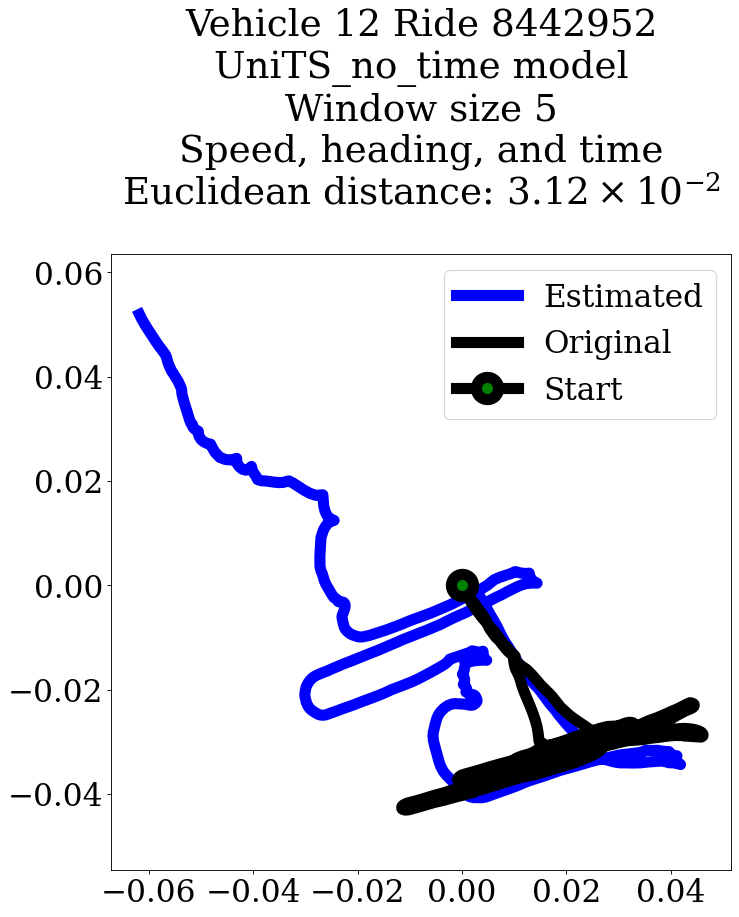 Vehicle 12 Ride 8442952
UniTS_no_time model
Window size 5
Speed, heading, and time
Euclidean distance: 3.12 × 10⁻²
0.06
0.04
0.02
0.00
−0.02
−0.04
Estimated
Original
Start
−0.06 −0.04 −0.02 0.00 0.02 0.04